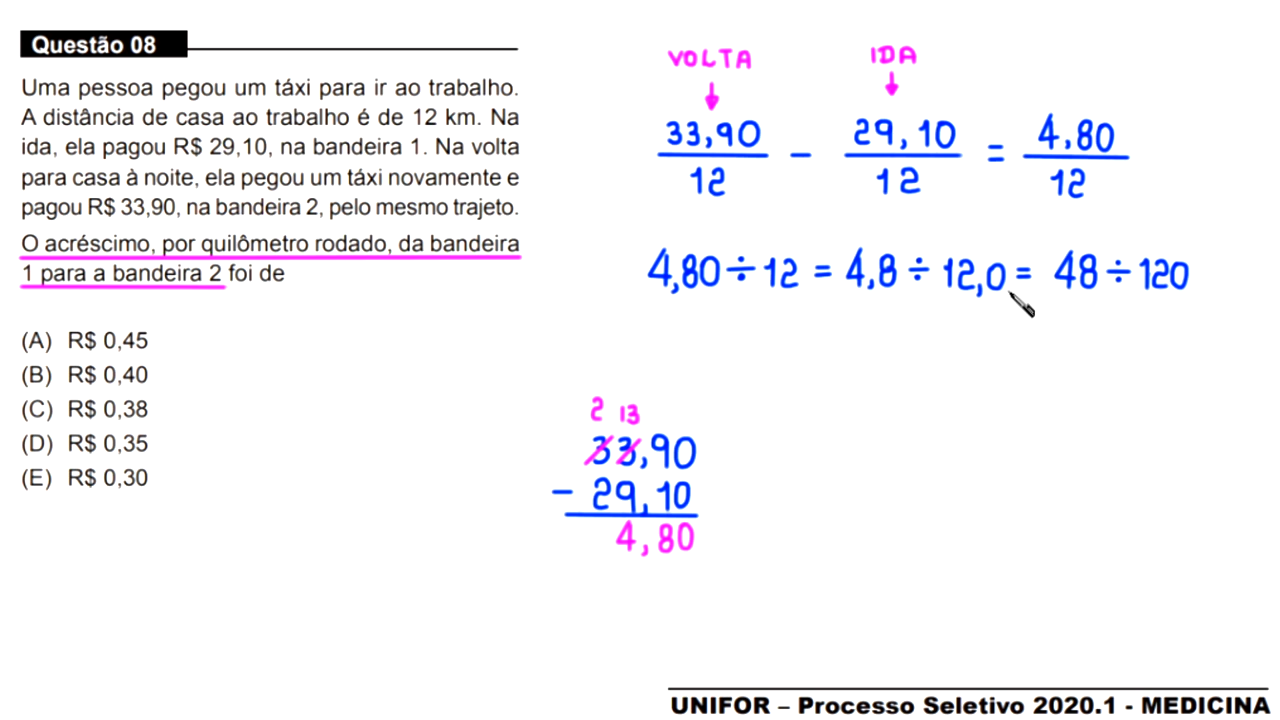 Questão 08
Uma pessoa pegou um táxi para ir ao trabalho.
A distância de casa ao trabalho é de 12 km. Na
ida, ela pagou R$ 29,10, na bandeira 1. Na volta
para casa à noite, ela pegou um táxi novamente e
pagou R$ 33,90, na bandeira 2, pelo mesmo trajeto.
O acréscimo, por quilômetro rodado, da bandeira
1 para a bandeira 2 foi de
(A) R$ 0,45
(B) R$ 0,40
(C) R$ 0,38
(D) R$ 0,35
(E) R$ 0,30
VOLTA IDA
33,90 29,10 4,80
— - — = —
12 12 12
4,80 ÷ 12 = 4,8 ÷ 12,0 = 48 ÷ 120
2 13
33,90
- 29,10
4,80
UNIFOR – Processo Seletivo 2020.1 - MEDICINA